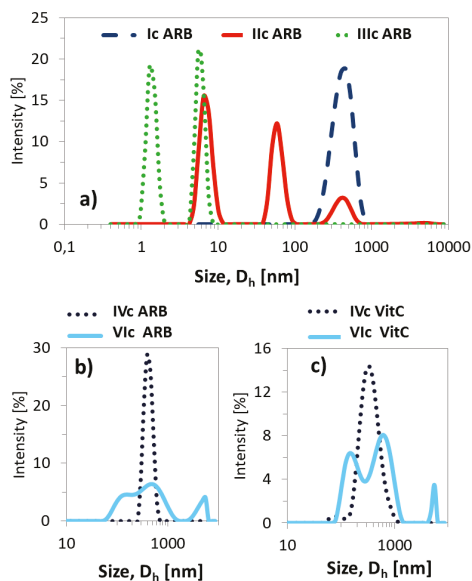 Ic ARB IIc ARB IIIc ARB
25
20
15
10
5
0
Intensity [%]
a)
0,1 1 10 100 1000 10000
Size, Dh [nm]
IVc ARB
VIc ARB
30
20
10
0
Intensity [%]
b)
10 1000
Size, Dh [nm]
IVc VitC
VIc VitC
16
12
8
4
0
Intensity [%]
c)
10 1000
Size, Dh [nm]